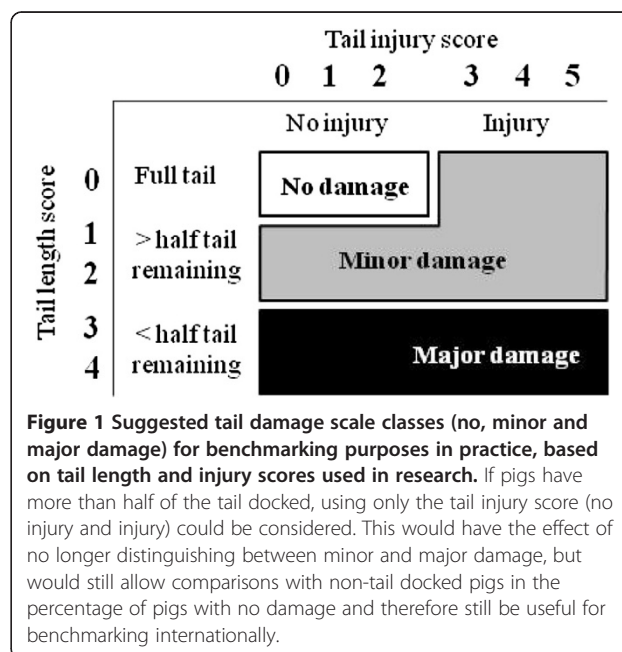 Tail injury score
0 1 2 3 4 5
No injury Injury
Tail length score
0 Full tail No damage
1 > half tail
2 remaining Minor damage
3 < half tail
4 remaining Major damage
Figure 1 Suggested tail damage scale classes (no, minor and
major damage) for benchmarking purposes in practice, based
on tail length and injury scores used in research. If pigs have
more than half of the tail docked, using only the tail injury score (no
injury and injury) could be considered. This would have the effect of
no longer distinguishing between minor and major damage, but
would still allow comparisons with non-tail docked pigs in the
percentage of pigs with no damage and therefore still be useful for
benchmarking internationally.